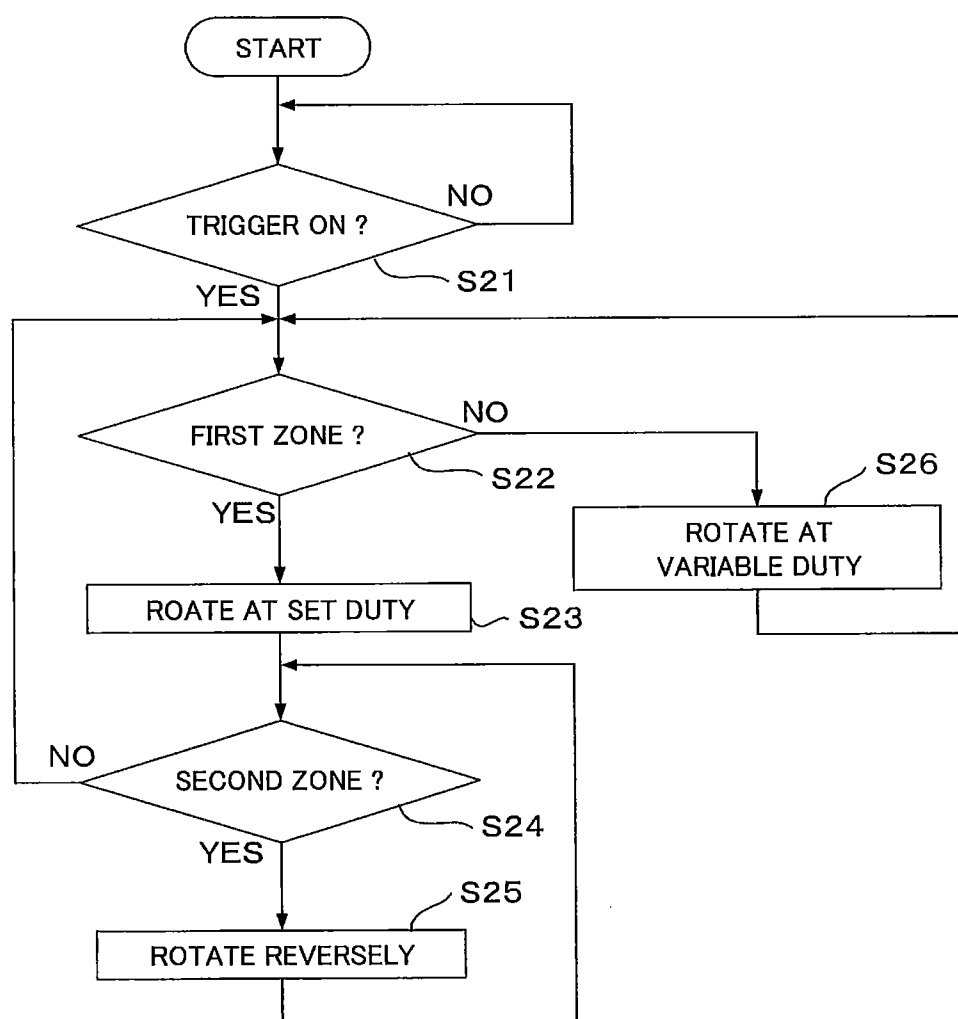 START
NO
TRIGGER ON ?
S21
YES
NO
FIRST ZONE ?
S22
S26
YES
ROTATE AT
VARIABLE DUTY
ROATE AT SET DUTY
S23
NO
SECOND ZONE ?
S24
YES
S25
ROTATE REVERSELY